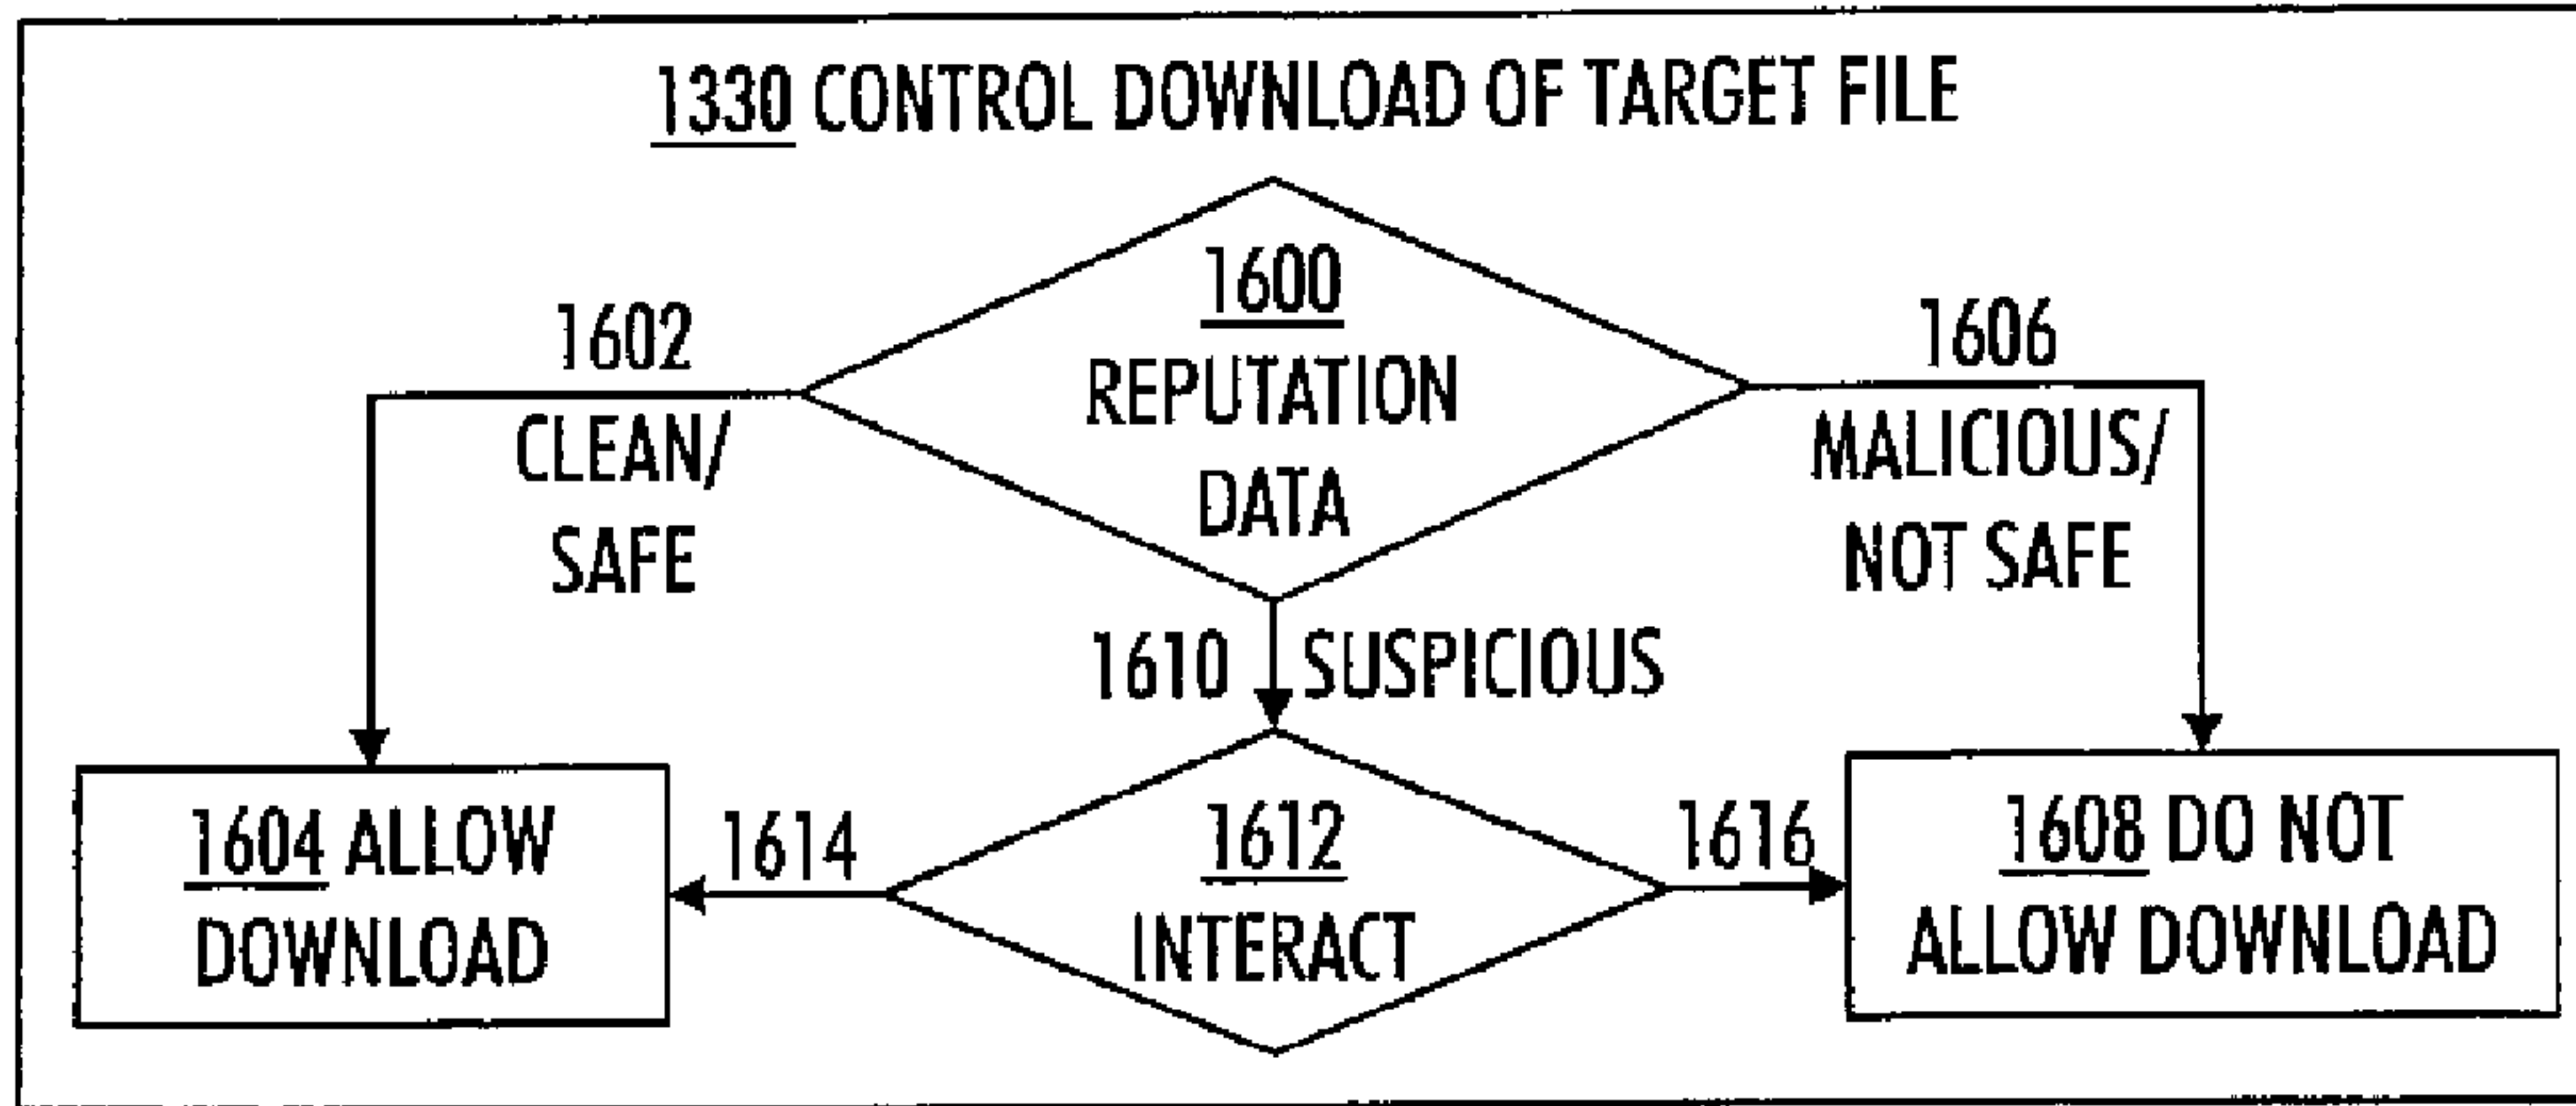 1330 CONTROL DOWNLOAD OF TARGET FILE
1600
REPUTATION
DATA
1602
CLEAN/
SAFE
1606
MALICIOUS/
NOT SAFE
1610 SUSPICIOUS
1604 ALLOW
DOWNLOAD
1614
1612
INTERACT
1616
1608 DO NOT
ALLOW DOWNLOAD